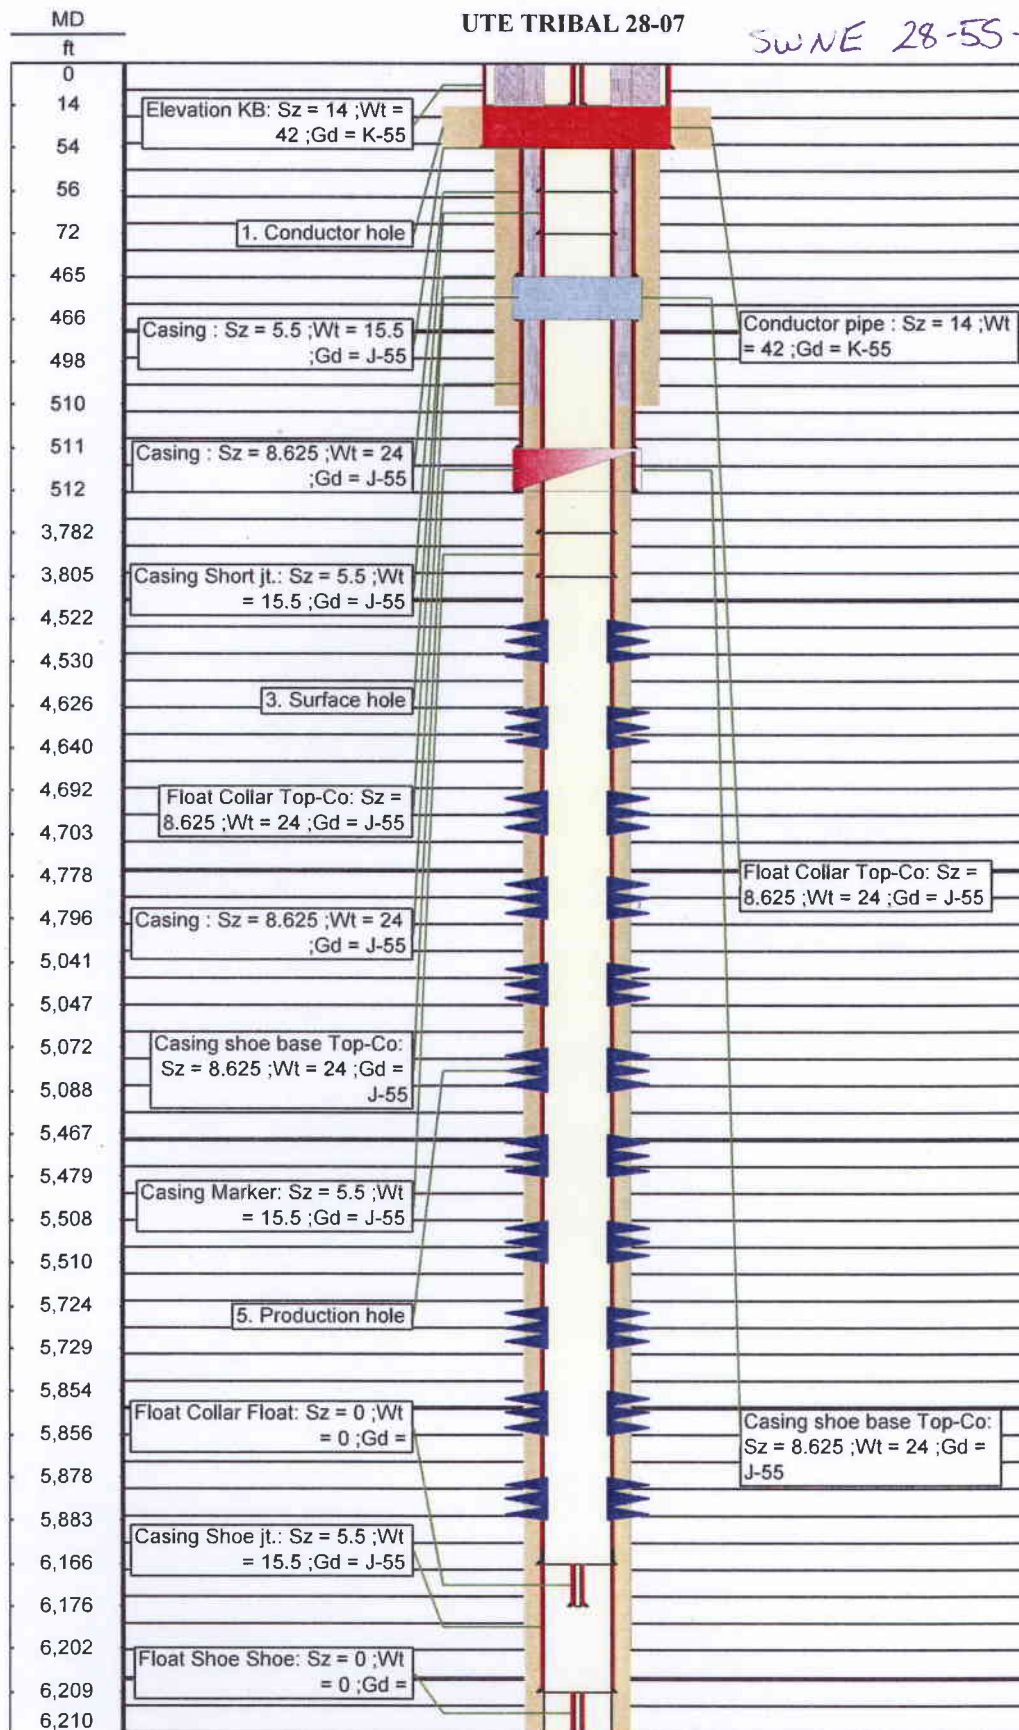 MD
ft
UTE TRIBAL 28-07
SWNE 28-5S-
0
14
54
56
72
465
466
498
510
511
512
3,782
3,805
4,522
4,530
4,626
4,640
4,692
4,703
4,778
4,796
5,041
5,047
5,072
5,088
5,467
5,479
5,508
5,510
5,724
5,729
5,854
5,856
5,878
5,883
6,166
6,176
6,202
6,209
6,210
Elevation KB: Sz = 14 ;Wt =
42 ;Gd = K-55
1. Conductor hole
Casing : Sz = 5.5 ;Wt = 15.5
;Gd = J-55
Casing : Sz = 8.625 ;Wt = 24
;Gd = J-55
Casing Short jt.: Sz = 5.5 ;Wt
= 15.5 ;Gd = J-55
3. Surface hole
Float Collar Top-Co: Sz =
8.625 ;Wt = 24 ;Gd = J-55
Casing : Sz = 8.625 ;Wt = 24
;Gd = J-55
Casing shoe base Top-Co:
Sz = 8.625 ;Wt = 24 ;Gd =
J-55
Casing Marker: Sz = 5.5 ;Wt
= 15.5 ;Gd = J-55
5. Production hole
Float Collar Float: Sz = 0 ;Wt
= 0 ;Gd =
Casing Shoe jt.: Sz = 5.5 ;Wt
= 15.5 ;Gd = J-55
Float Shoe Shoe: Sz = 0 ;Wt
= 0 ;Gd =
Conductor pipe : Sz = 14 ;Wt
= 42 ;Gd = K-55
Float Collar Top-Co: Sz =
8.625 ;Wt = 24 ;Gd = J-55
Casing shoe base Top-Co:
Sz = 8.625 ;Wt = 24 ;Gd =
J-55